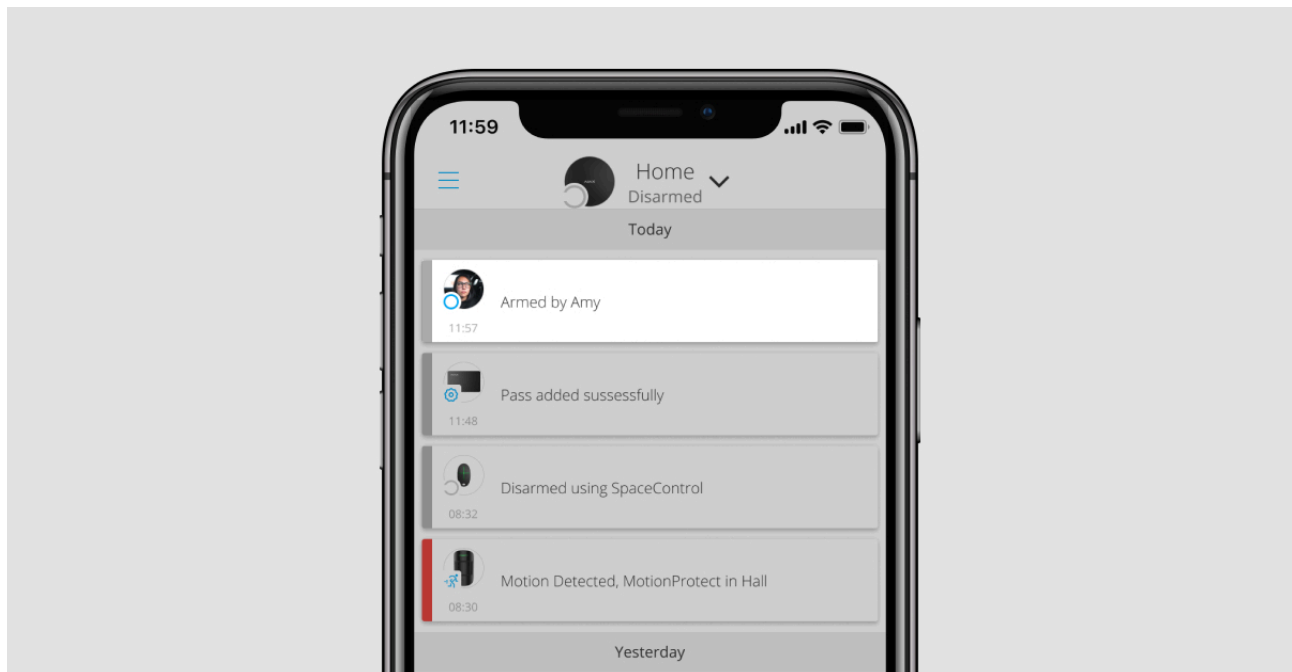 11:59
Home
Disarmed
Today
Armed by Amy
11:57
Pass added sussessfully
11:48
Disarmed using SpaceControl
08:32
Motion Detected, MotionProtect in Hall
08:30
Yesterday